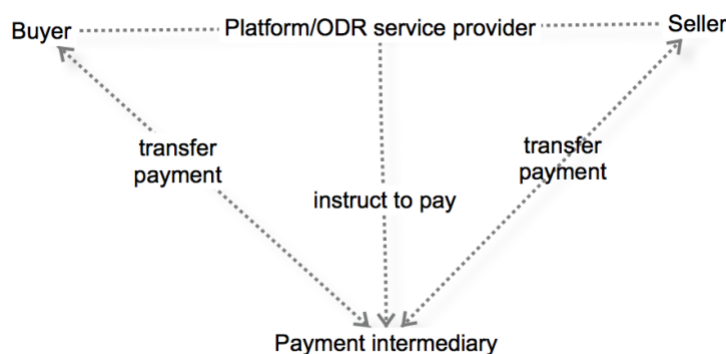 Buyer
Platform/ODR service provider
Seller
transfer
payment
transfer
payment
instruct to pay
Payment intermediary